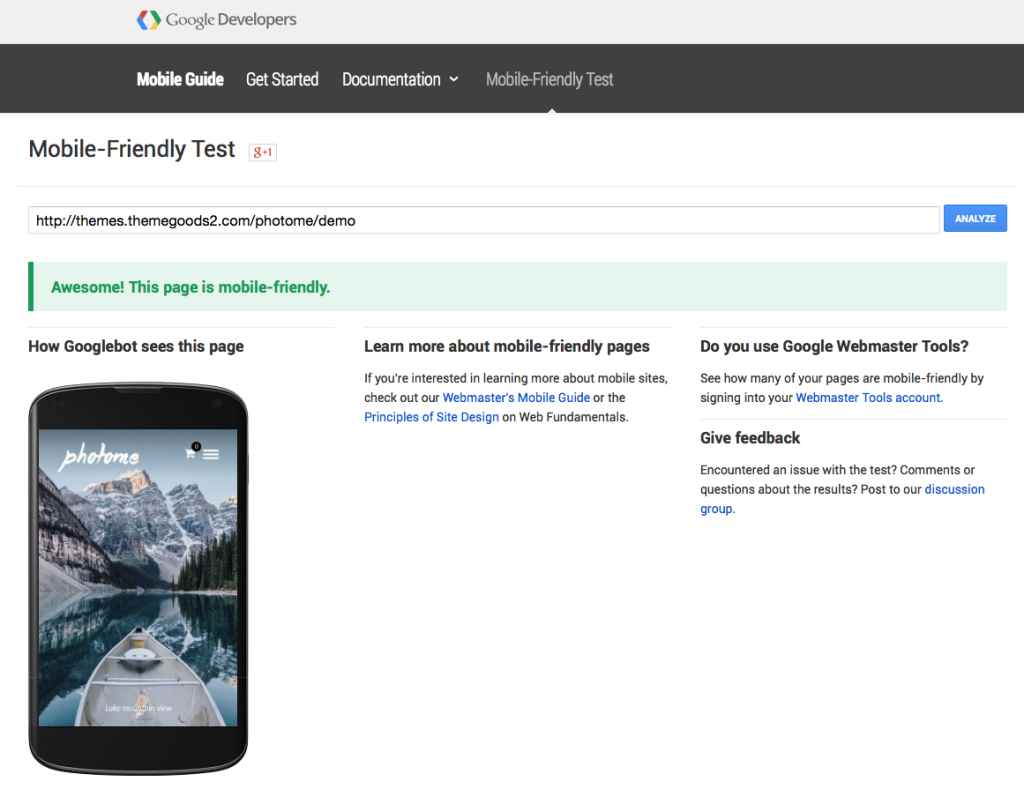 Google Developers
Mobile Guide Get Started Documentation Mobile-Friendly Test
Mobile-Friendly Test g+1
http://themes.themegoods2.com/photome/demo ANALYZE
Awesome! This page is mobile-friendly.
How Googlebot sees this page
photome
0
Lake mountain view
Learn more about mobile-friendly pages
If you're interested in learning more about mobile sites,
check out our Webmaster's Mobile Guide or the
Principles of Site Design on Web Fundamentals.
Do you use Google Webmaster Tools?
See how many of your pages are mobile-friendly by
signing into your Webmaster Tools account.
Give feedback
Encountered an issue with the test? Comments or
questions about the results? Post to our discussion
group.